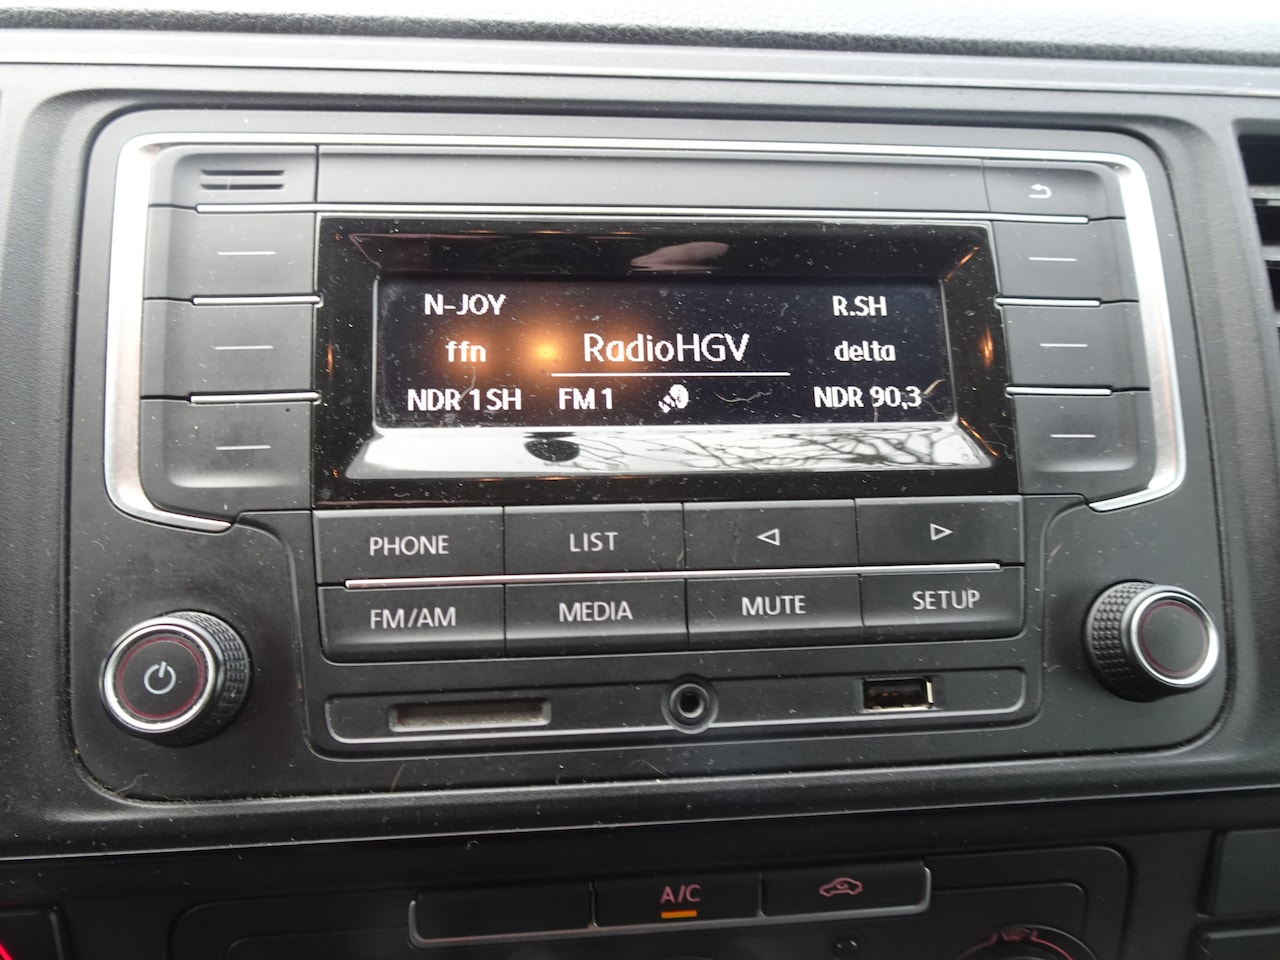 N-JOY R.SH
ffn RadioHGV delta
NDR 1 SH FM 1 NDR 90,3
PHONE LIST
FM/AM MEDIA MUTE SETUP
A/C